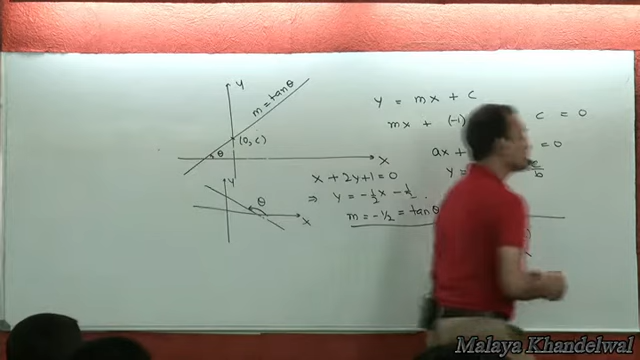 y
m = tanθ
(0, c)
θ
x
y
θ
x
x + 2y + 1 = 0
⇒ y = -1/2 x - 1/2 .
m = -1/2 = tanθ
y = mx + c
mx + (-1) c = 0
ax + = 0
y =
Malaya Khandelwal